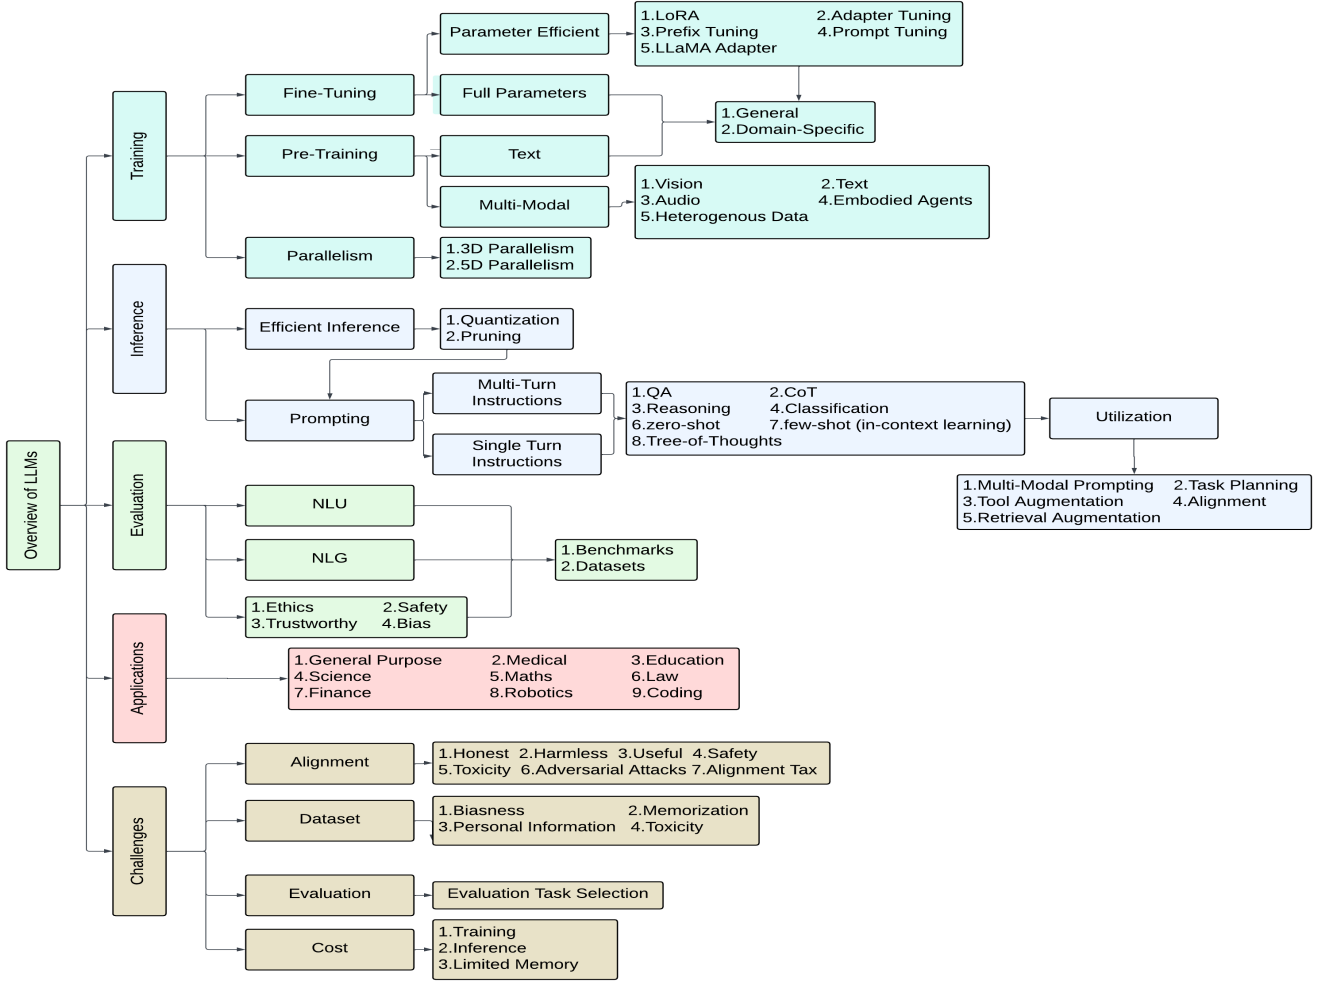 Overview of LLMs
Training
Fine-Tuning
Parameter Efficient
1.LoRA 2.Adapter Tuning
3.Prefix Tuning 4.Prompt Tuning
5.LLaMA Adapter
Full Parameters
1.General
2.Domain-Specific
Pre-Training
Text
Multi-Modal
1.Vision 2.Text
3.Audio 4.Embodied Agents
5.Heterogenous Data
Parallelism
1.3D Parallelism
2.5D Parallelism
Inference
Efficient Inference
1.Quantization
2.Pruning
Prompting
Multi-Turn
Instructions
Single Turn
Instructions
1.QA 2.CoT
3.Reasoning 4.Classification
6.zero-shot 7.few-shot (in-context learning)
8.Tree-of-Thoughts
Utilization
1.Multi-Modal Prompting 2.Task Planning
3.Tool Augmentation 4.Alignment
5.Retrieval Augmentation
Evaluation
NLU
NLG
1.Ethics 2.Safety
3.Trustworthy 4.Bias
1.Benchmarks
2.Datasets
Applications
1.General Purpose 2.Medical 3.Education
4.Science 5.Maths 6.Law
7.Finance 8.Robotics 9.Coding
Challenges
Alignment
1.Honest 2.Harmless 3.Useful 4.Safety
5.Toxicity 6.Adversarial Attacks 7.Alignment Tax
Dataset
1.Biasness 2.Memorization
3.Personal Information 4.Toxicity
Evaluation
Evaluation Task Selection
Cost
1.Training
2.Inference
3.Limited Memory